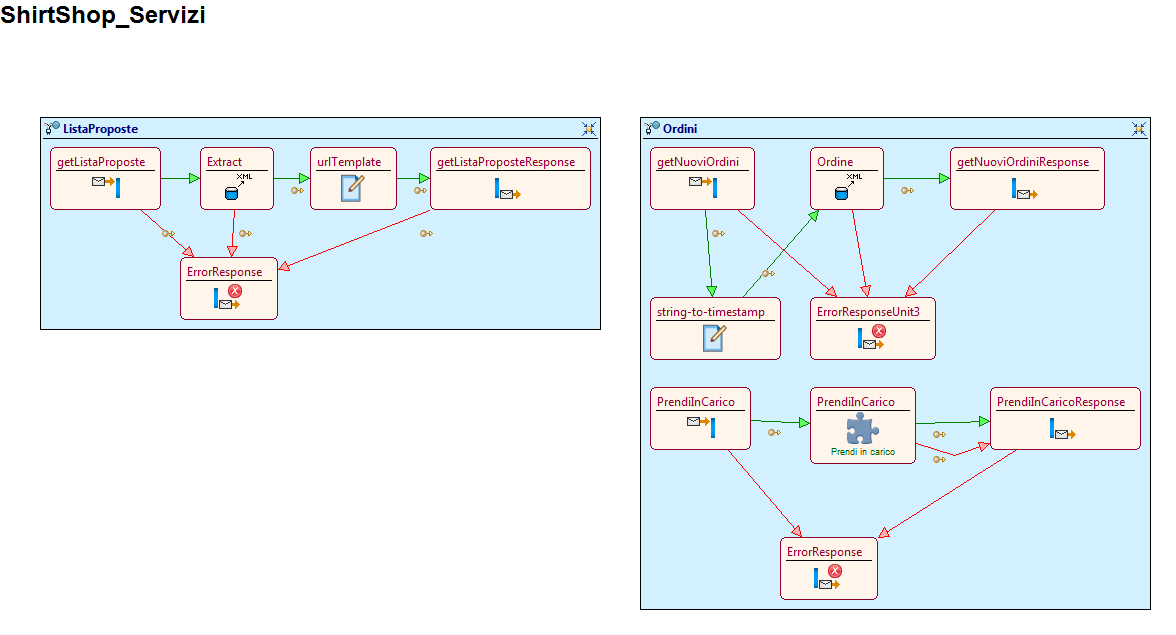 ShirtShop_Servizi
ListaProposte
getListaProposte
Extract
XML
urlTemplate
getListaProposteResponse
ErrorResponse
Ordini
getNuoviOrdini
Ordine
XML
getNuoviOrdiniResponse
string-to-timestamp
ErrorResponseUnit3
PrendiInCarico
PrendiInCarico
Prendi in carico
PrendiInCaricoResponse
ErrorResponse